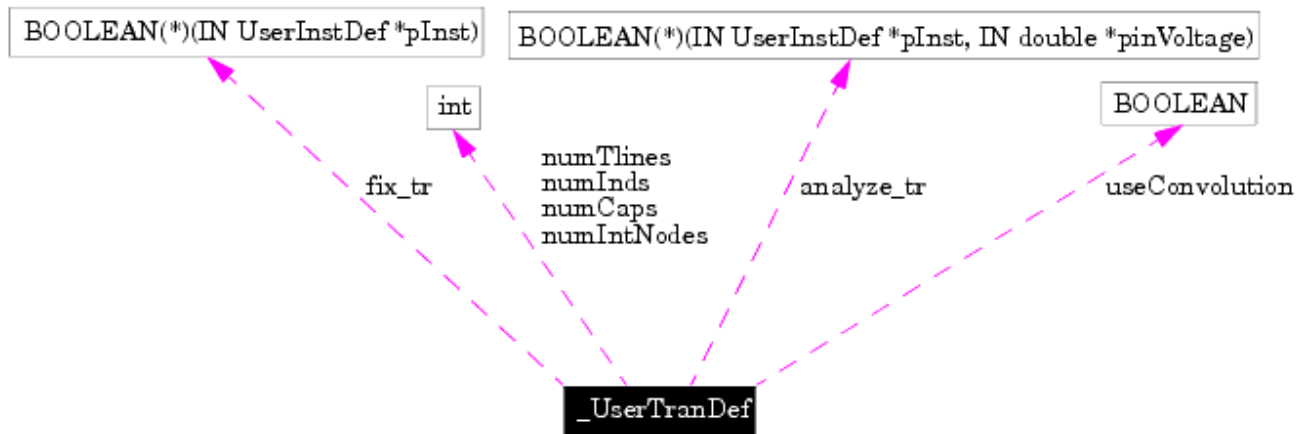 BOOLEAN(*)(IN UserInstDef *pInst)
BOOLEAN(*)(IN UserInstDef *pInst, IN double *pinVoltage)
int
BOOLEAN
fix_tr
numTlines
numInds
numCaps
numIntNodes
analyze_tr
useConvolution
_UserTranDef